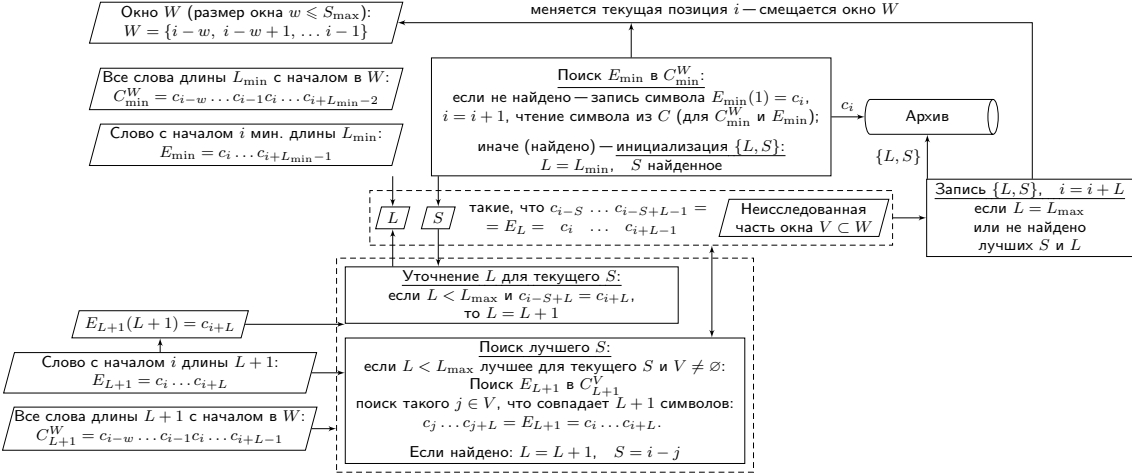 Окно W (размер окна w ⩽ S_max):
W = {i − w, i − w + 1, … i − 1}
меняется текущая позиция i — смещается окно W
Все слова длины L_min с началом в W:
C^W_min = c_{i−w} … c_{i−1}c_i … c_{i+L_min−2}
Слово с началом i мин. длины L_min:
E_min = c_i … c_{i+L_min−1}
Поиск E_min в C^W_min:
если не найдено — запись символа E_min(1) = c_i,
i = i + 1, чтение символа из C (для C^W_min и E_min);
иначе (найдено) — инициализация {L, S}:
L = L_min, S найденное
c_i
Архив
{L, S}
L
S
такие, что c_{i−S} … c_{i−S+L−1} =
= E_L = c_i … c_{i+L−1}
Неисследованная
часть окна V ⊂ W
Запись {L, S}, i = i + L
если L = L_max
или не найдено
лучших S и L
Уточнение L для текущего S:
если L < L_max и c_{i−S+L} = c_{i+L},
то L = L + 1
E_{L+1}(L + 1) = c_{i+L}
Слово с началом i длины L + 1:
E_{L+1} = c_i … c_{i+L}
Все слова длины L + 1 с началом в W:
C^W_{L+1} = c_{i−w} … c_{i−1}c_i … c_{i+L−1}
Поиск лучшего S:
если L < L_max лучшее для текущего S и V ≠ ∅:
Поиск E_{L+1} в C^V_{L+1}
поиск такого j ∈ V, что совпадает L + 1 символов:
c_j … c_{j+L} = E_{L+1} = c_i … c_{i+L}.
Если найдено: L = L + 1, S = i − j